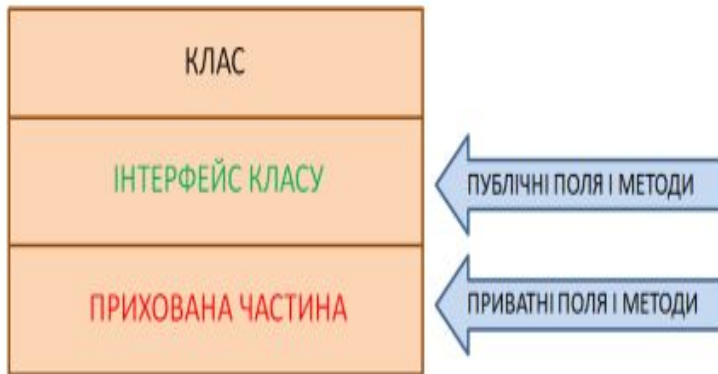 КЛАС
ІНТЕРФЕЙС КЛАСУ
ПУБЛІЧНІ ПОЛЯ І МЕТОДИ
ПРИХОВАНА ЧАСТИНА
ПРИВАТНІ ПОЛЯ І МЕТОДИ